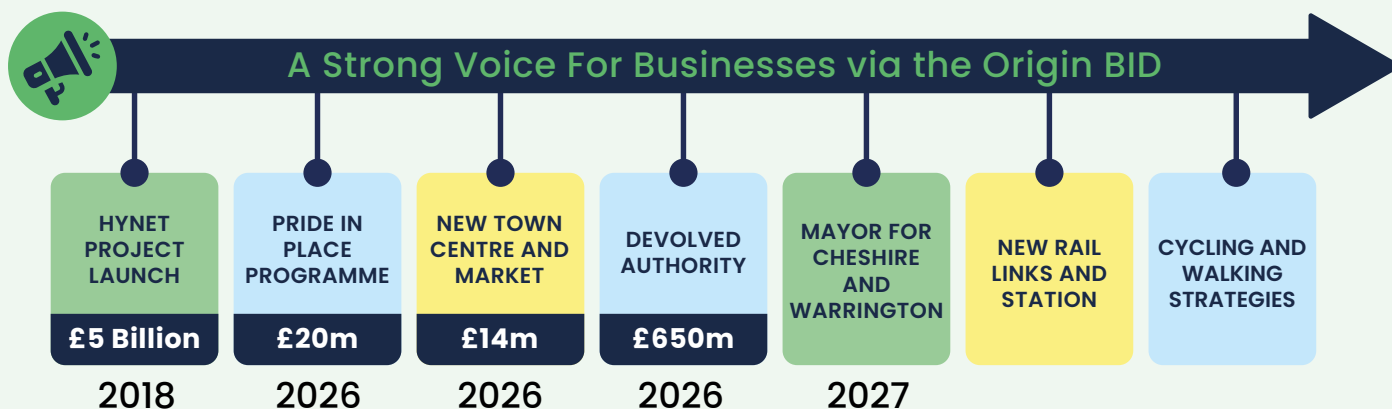 A Strong Voice For Businesses via the Origin BID
HYNET
PROJECT
LAUNCH
£5 Billion
2018
PRIDE IN
PLACE
PROGRAMME
£20m
2026
NEW TOWN
CENTRE AND
MARKET
£14m
2026
DEVOLVED
AUTHORITY
£650m
2026
MAYOR FOR
CHESHIRE
AND
WARRINGTON
2027
NEW RAIL
LINKS AND
STATION
CYCLING AND
WALKING
STRATEGIES